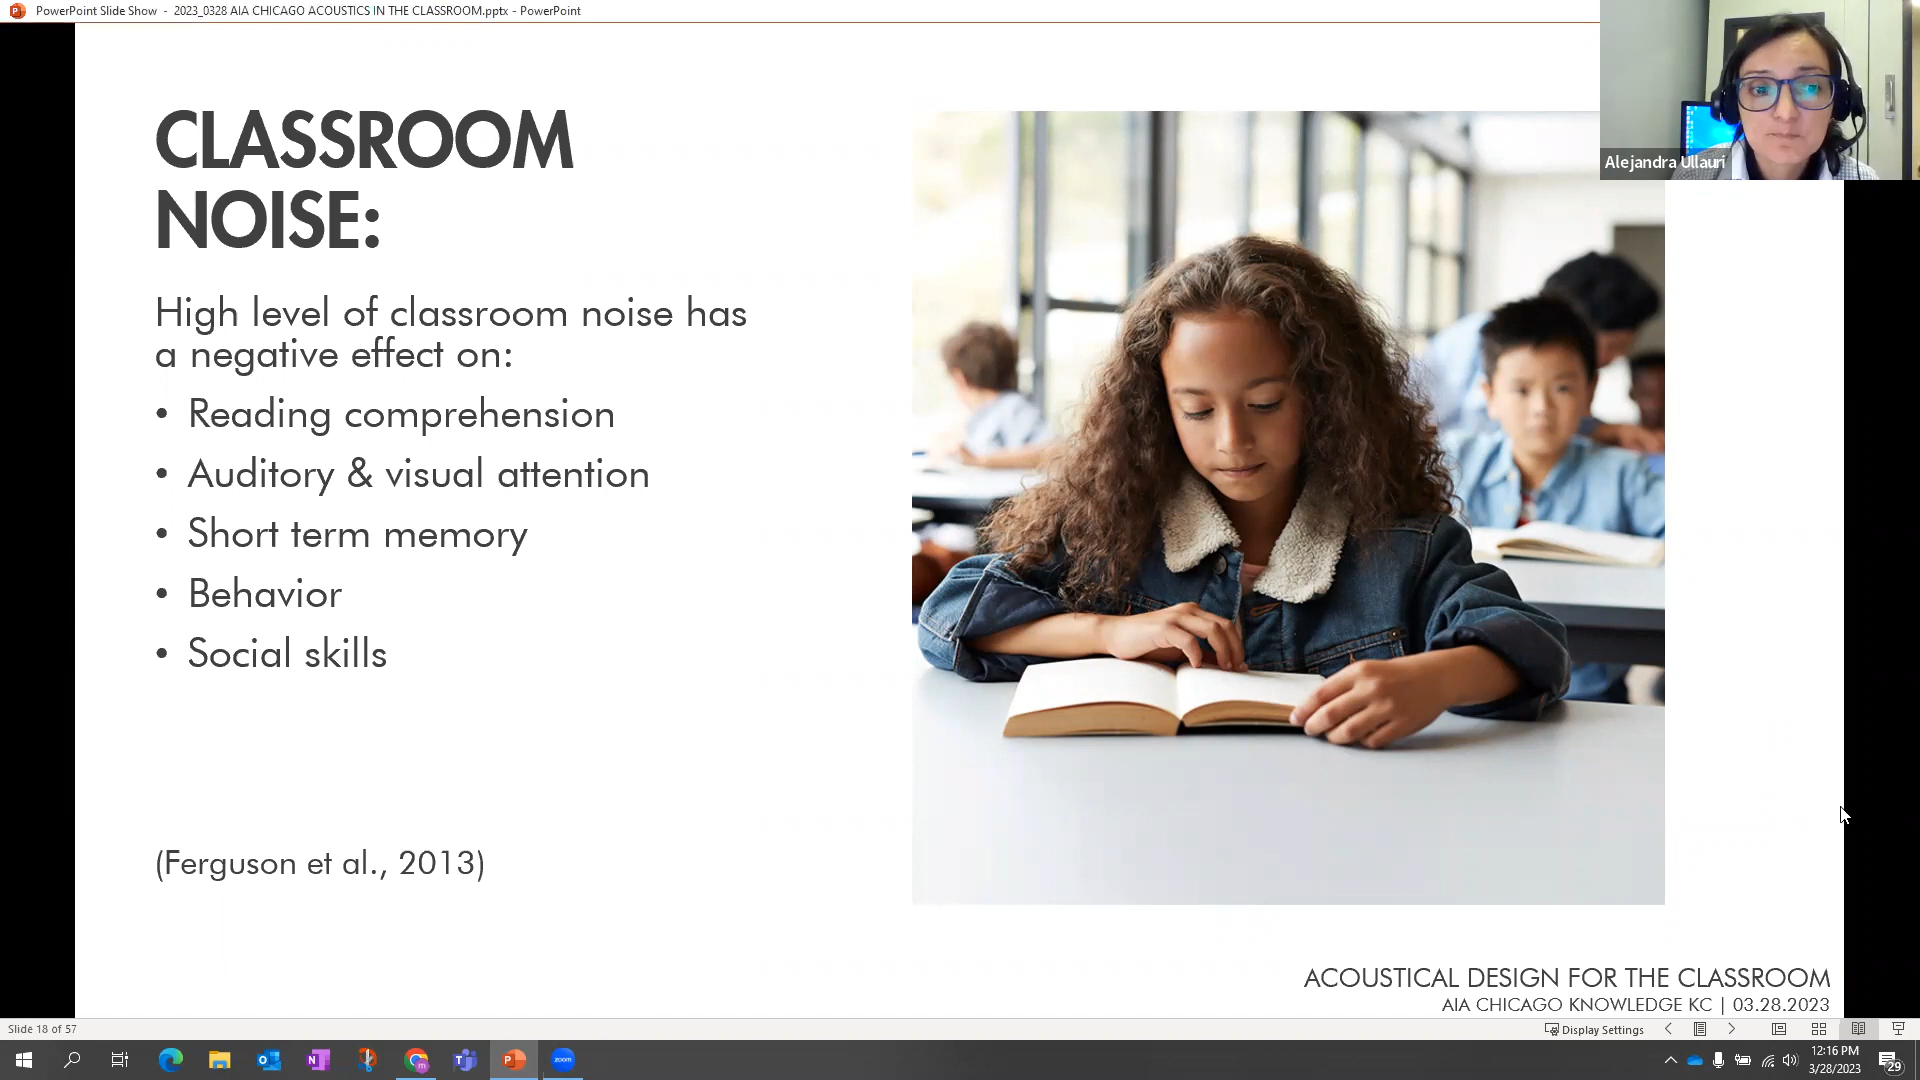 PowerPoint Slide Show - 2023_0328 AIA CHICAGO ACOUSTICS IN THE CLASSROOM.pptx - PowerPoint
Alejandra Ullauri
CLASSROOM
NOISE:
High level of classroom noise has
a negative effect on:
• Reading comprehension
• Auditory & visual attention
• Short term memory
• Behavior
• Social skills
(Ferguson et al., 2013)
ACOUSTICAL DESIGN FOR THE CLASSROOM
AIA CHICAGO KNOWLEDGE KC | 03.28.2023
Slide 18 of 57
Display Settings
zoom
12:16 PM
3/28/2023
29